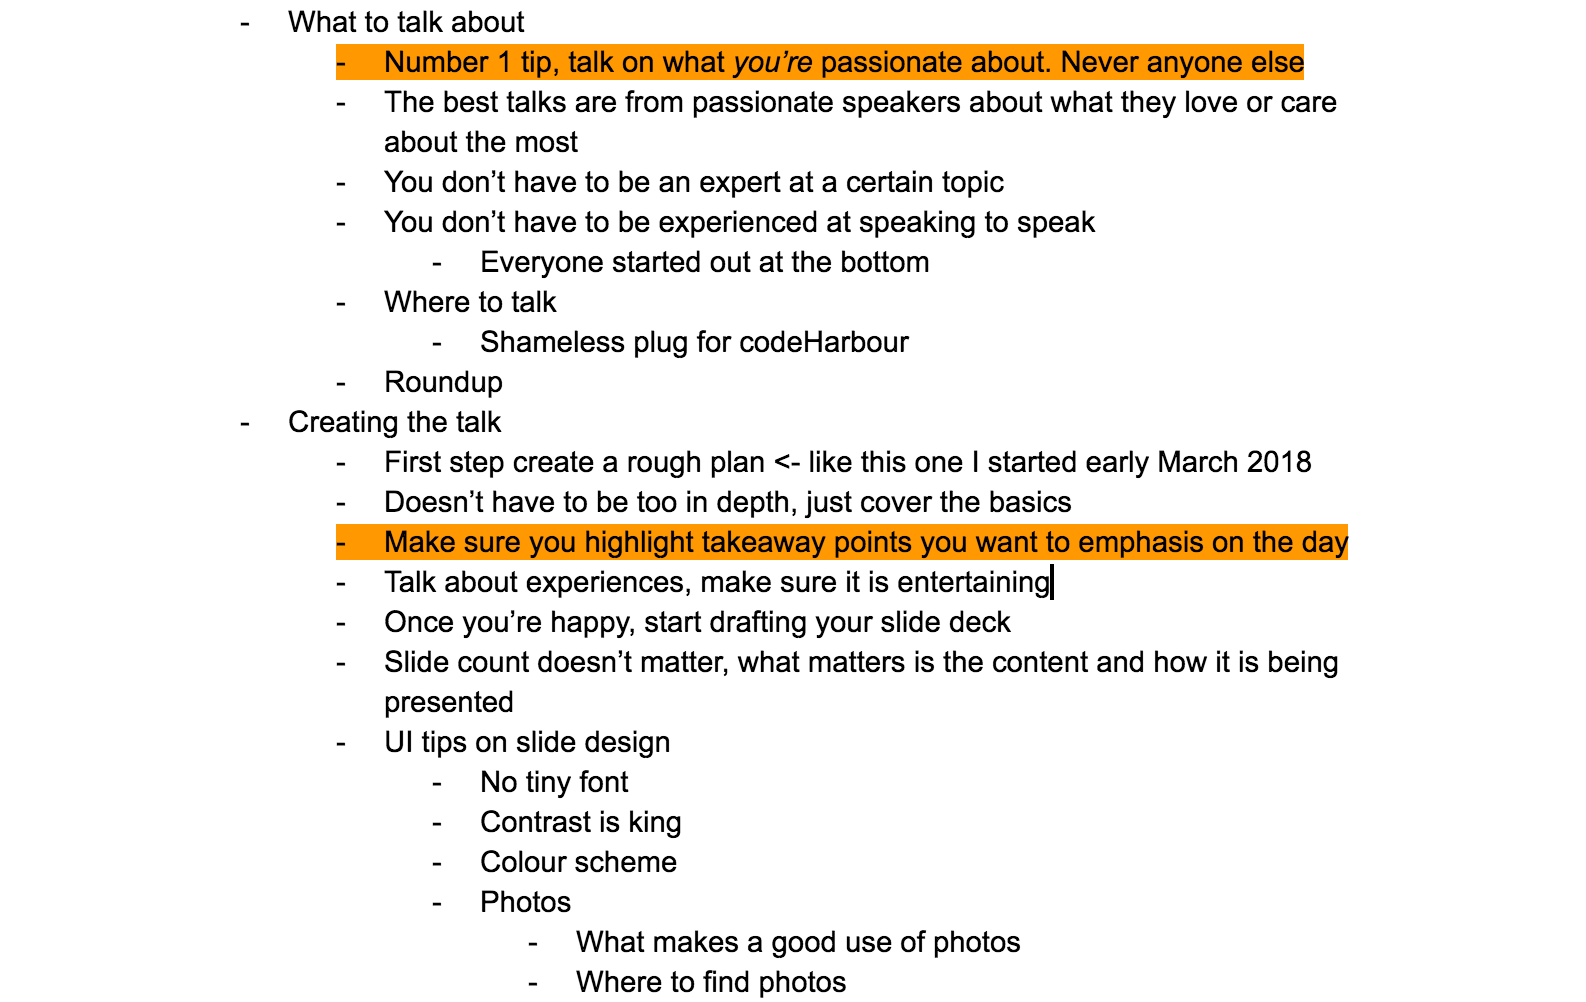 - What to talk about
- Number 1 tip, talk on what you’re passionate about. Never anyone else
- The best talks are from passionate speakers about what they love or care
about the most
- You don’t have to be an expert at a certain topic
- You don’t have to be experienced at speaking to speak
- Everyone started out at the bottom
- Where to talk
- Shameless plug for codeHarbour
- Roundup
- Creating the talk
- First step create a rough plan <- like this one I started early March 2018
- Doesn’t have to be too in depth, just cover the basics
- Make sure you highlight takeaway points you want to emphasis on the day
- Talk about experiences, make sure it is entertaining
- Once you’re happy, start drafting your slide deck
- Slide count doesn’t matter, what matters is the content and how it is being
presented
- UI tips on slide design
- No tiny font
- Contrast is king
- Colour scheme
- Photos
- What makes a good use of photos
- Where to find photos